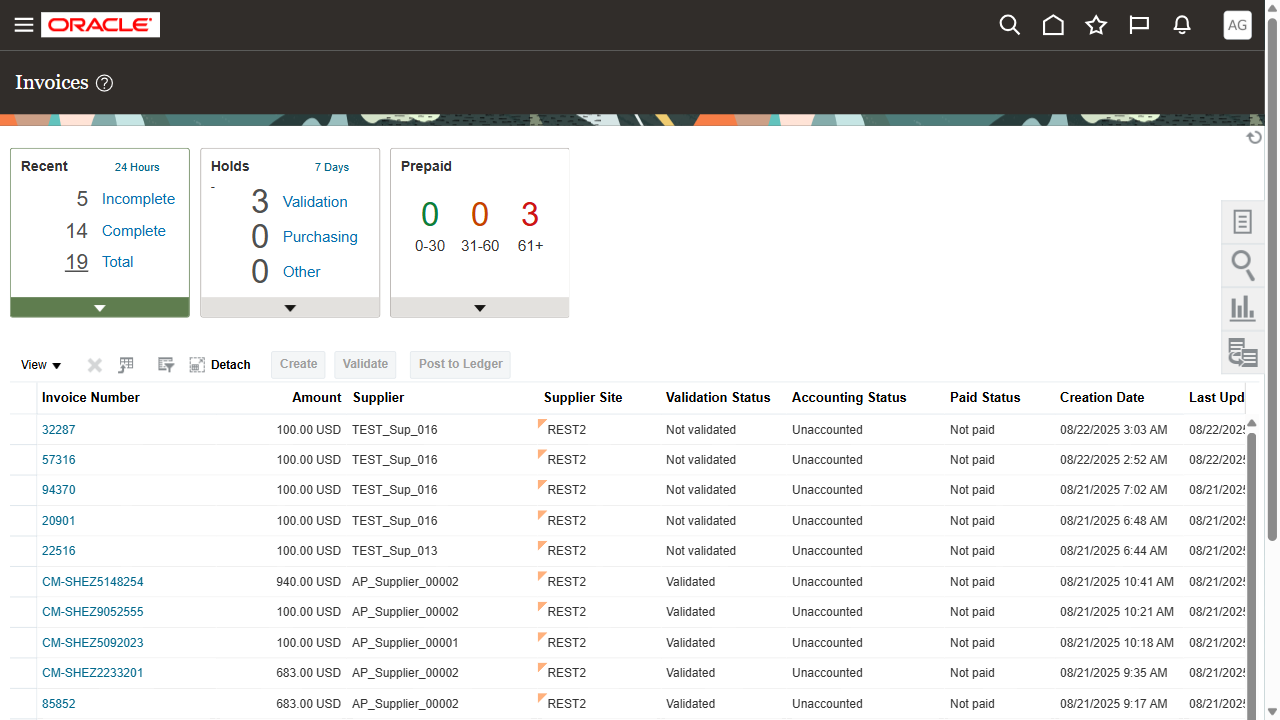 ORACLE
AG
Invoices ?
Recent 24 Hours
5 Incomplete
14 Complete
19 Total
Holds 7 Days
-
3 Validation
0 Purchasing
0 Other
Prepaid
0 0 3
0-30 31-60 61+
View Detach Create Validate Post to Ledger
Invoice Number Amount Supplier Supplier Site Validation Status Accounting Status Paid Status Creation Date Last Upd
32287 100.00 USD TEST_Sup_016 REST2 Not validated Unaccounted Not paid 08/22/2025 3:03 AM 08/22/2025
57316 100.00 USD TEST_Sup_016 REST2 Not validated Unaccounted Not paid 08/22/2025 2:52 AM 08/22/2025
94370 100.00 USD TEST_Sup_016 REST2 Not validated Unaccounted Not paid 08/21/2025 7:02 AM 08/21/2025
20901 100.00 USD TEST_Sup_016 REST2 Not validated Unaccounted Not paid 08/21/2025 6:48 AM 08/21/2025
22516 100.00 USD TEST_Sup_013 REST2 Not validated Unaccounted Not paid 08/21/2025 6:44 AM 08/21/2025
CM-SHEZ5148254 940.00 USD AP_Supplier_00002 REST2 Validated Unaccounted Not paid 08/21/2025 10:41 AM 08/21/2025
CM-SHEZ9052555 100.00 USD AP_Supplier_00002 REST2 Validated Unaccounted Not paid 08/21/2025 10:21 AM 08/21/2025
CM-SHEZ5092023 100.00 USD AP_Supplier_00001 REST2 Validated Unaccounted Not paid 08/21/2025 10:18 AM 08/21/2025
CM-SHEZ2233201 683.00 USD AP_Supplier_00002 REST2 Validated Unaccounted Not paid 08/21/2025 9:35 AM 08/21/2025
85852 683.00 USD AP_Supplier_00002 REST2 Validated Unaccounted Not paid 08/21/2025 9:17 AM 08/21/2025